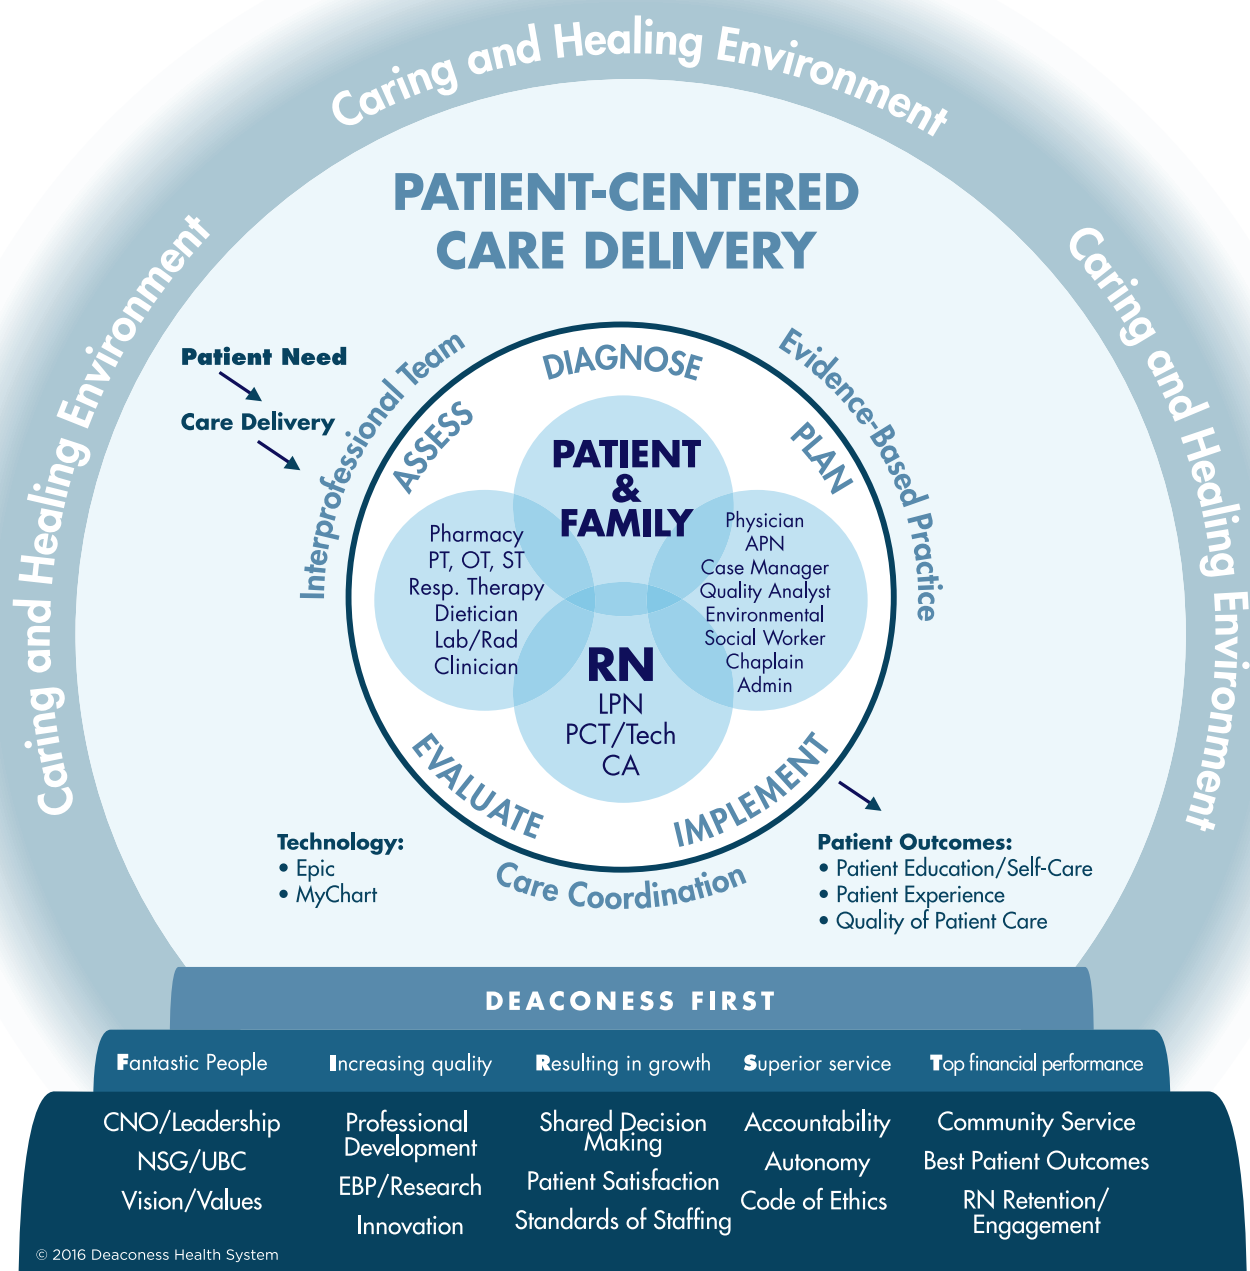 Caring and Healing Environment
Caring and Healing Environment
Caring and Healing Environment
PATIENT-CENTERED
CARE DELIVERY
Patient Need
Care Delivery
Interprofessional Team
Evidence-Based Practice
Care Coordination
ASSESS
DIAGNOSE
PLAN
IMPLEMENT
EVALUATE
PATIENT
&
FAMILY
Pharmacy
PT, OT, ST
Resp. Therapy
Dietician
Lab/Rad
Clinician
Physician
APN
Case Manager
Quality Analyst
Environmental
Social Worker
Chaplain
Admin
RN
LPN
PCT/Tech
CA
Technology:
• Epic
• MyChart
Patient Outcomes:
• Patient Education/Self-Care
• Patient Experience
• Quality of Patient Care
DEACONESS FIRST
Fantastic People
Increasing quality
Resulting in growth
Superior service
Top financial performance
CNO/Leadership
NSG/UBC
Vision/Values
Professional
Development
EBP/Research
Innovation
Shared Decision
Making
Patient Satisfaction
Standards of Staffing
Accountability
Autonomy
Code of Ethics
Community Service
Best Patient Outcomes
RN Retention/
Engagement
© 2016 Deaconess Health System